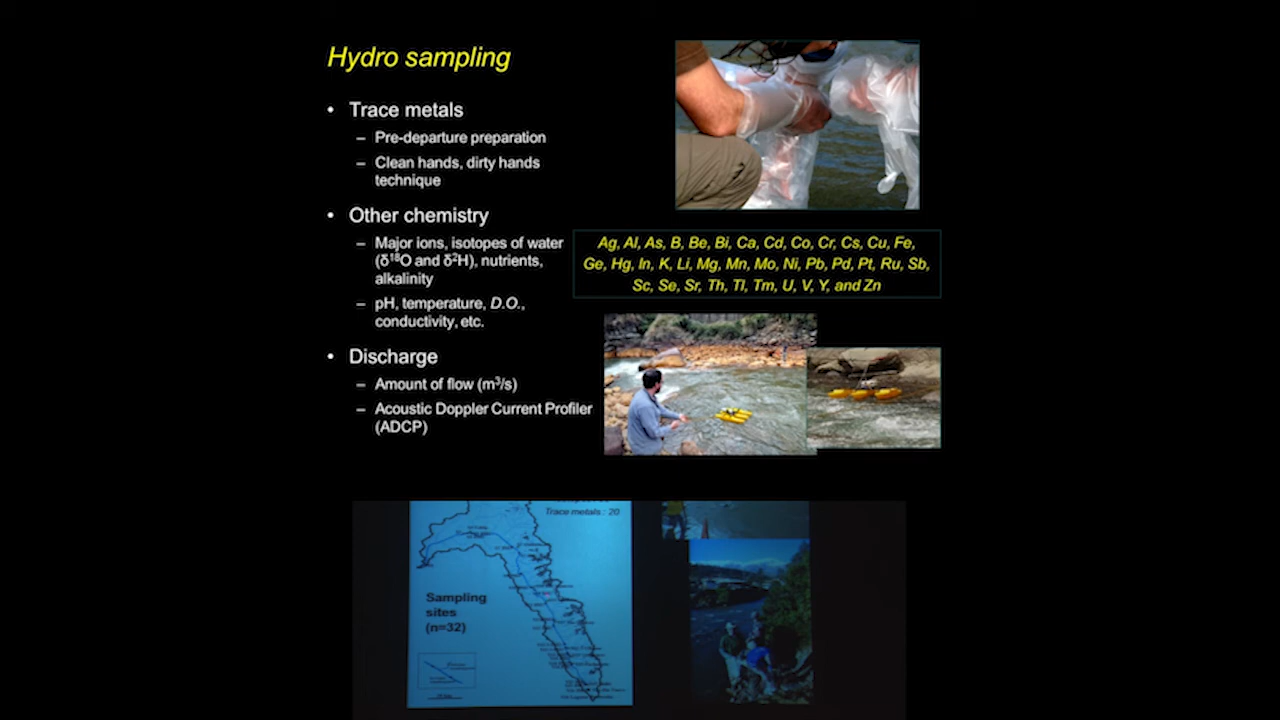 Hydro sampling
• Trace metals
– Pre-departure preparation
– Clean hands, dirty hands
technique
• Other chemistry
– Major ions, isotopes of water
(δ¹⁸O and δ²H), nutrients,
alkalinity
– pH, temperature, D.O.,
conductivity, etc.
• Discharge
– Amount of flow (m³/s)
– Acoustic Doppler Current Profiler
(ADCP)
Ag, Al, As, B, Be, Bi, Ca, Cd, Co, Cr, Cs, Cu, Fe,
Ge, Hg, In, K, Li, Mg, Mn, Mo, Ni, Pb, Pd, Pt, Ru, Sb,
Sc, Se, Sr, Th, Tl, Tm, U, V, Y, and Zn
Trace metals: 20
Sampling
sites
(n=32)